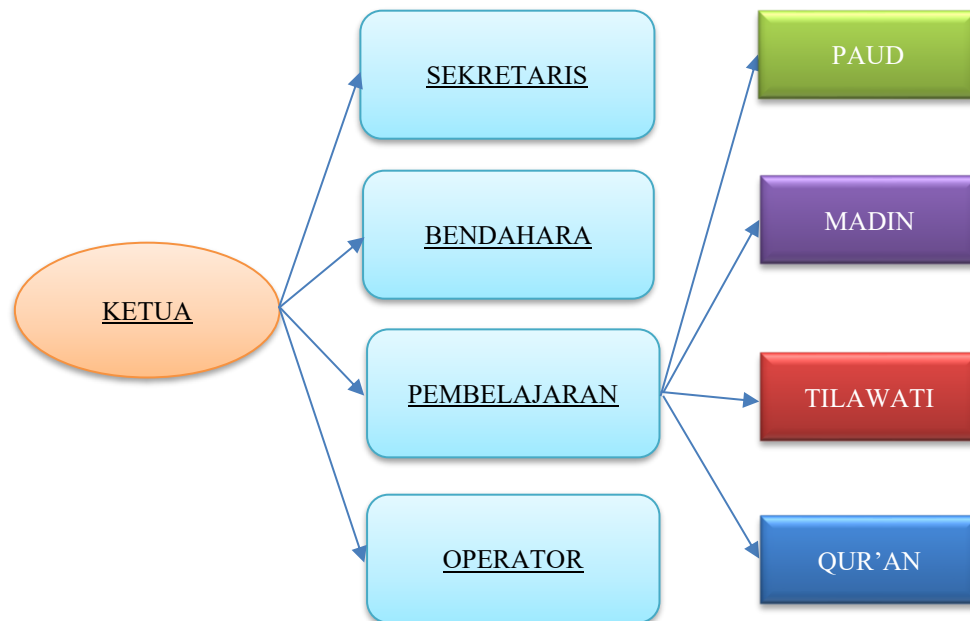 KETUA
SEKRETARIS
BENDAHARA
PEMBELAJARAN
OPERATOR
PAUD
MADIN
TILAWATI
QUR’AN